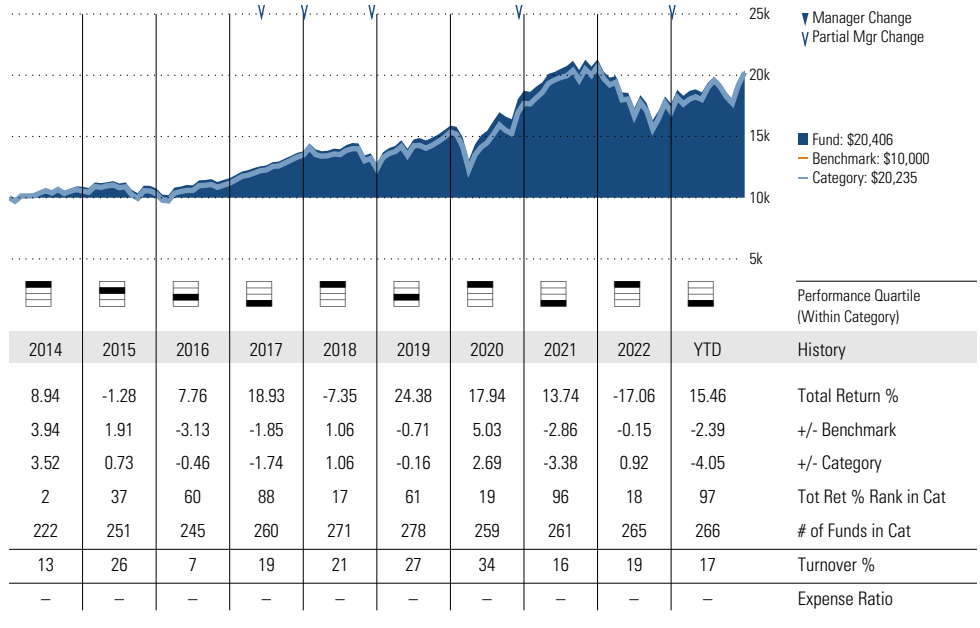 25k
▼ Manager Change
V Partial Mgr Change
20k
15k
Fund: $20,406
Benchmark: $10,000
Category: $20,235
10k
5k
Performance Quartile
(Within Category)
2014 2015 2016 2017 2018 2019 2020 2021 2022 YTD History
8.94 -1.28 7.76 18.93 -7.35 24.38 17.94 13.74 -17.06 15.46 Total Return %
3.94 1.91 -3.13 -1.85 1.06 -0.71 5.03 -2.86 -0.15 -2.39 +/- Benchmark
3.52 0.73 -0.46 -1.74 1.06 -0.16 2.69 -3.38 0.92 -4.05 +/- Category
2 37 60 88 17 61 19 96 18 97 Tot Ret % Rank in Cat
222 251 245 260 271 278 259 261 265 266 # of Funds in Cat
13 26 7 19 21 27 34 16 19 17 Turnover %
– – – – – – – – – – Expense Ratio